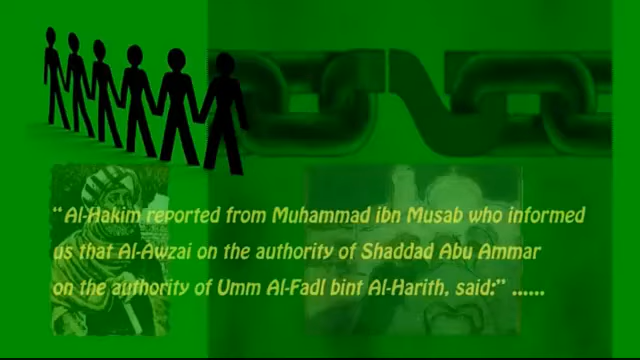 “Al-Hakim reported from Muhammad ibn Musab who informed
us that Al-Awzai on the authority of Shaddad Abu Ammar
on the authority of Umm Al-Fadl bint Al-Harith, said:” ......